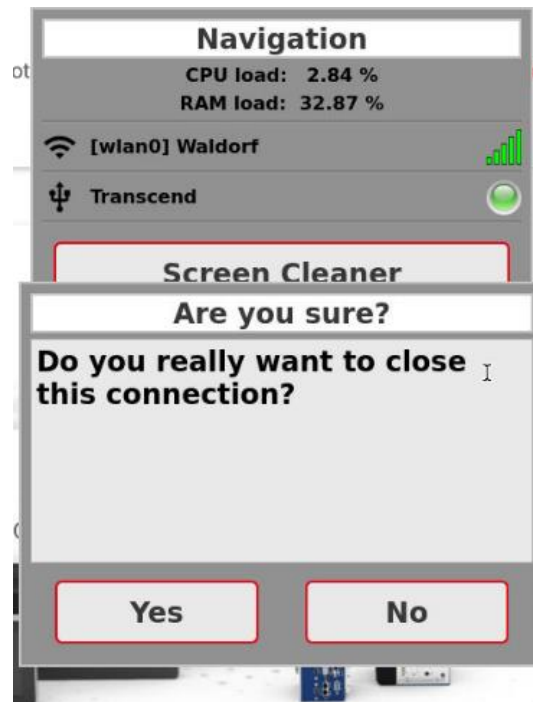 Navigation
ot
CPU load: 2.84 %
RAM load: 32.87 %
[wlan0] Waldorf
Transcend
Screen Cleaner
Are you sure?
Do you really want to close
this connection?
Yes
No